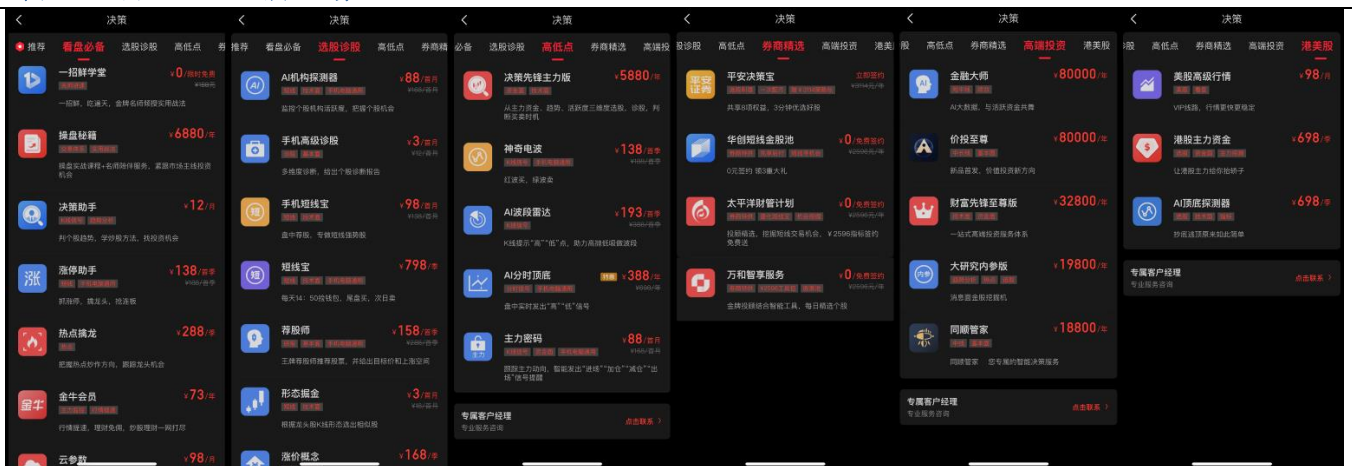 决策
推荐 看盘必备 选股诊股 高低点 券
一招鲜学堂 ¥0/限时免费
一招鲜，吃遍天，金牌名师领授实用战法
操盘秘籍 ¥6880/年
操盘实战课程+名师陪伴服务，紧跟市场主线投资
机会
决策助手 ¥12/月
判个股趋势，学炒股方法，找投资机会
涨停助手 ¥138/首季
抓涨停，擒龙头，抢连板
热点擒龙 ¥288/季
热点
把握热点炒作方向，跟踪龙头机会
金牛会员 ¥73/年
行情提速，理财免佣，炒股理财一网打尽
云参数 ¥98/月
决策
推荐 看盘必备 选股诊股 高低点 券商精
AI机构探测器 ¥88/首月
监控个股机构活跃度，把握个股机会
手机高级诊股 ¥3/首月
多维度诊断，给出个股诊断报告
手机短线宝 ¥98/首月
盘中荐股，专做短线强势股
短线宝 ¥798/季
每天14：50抢钱包，尾盘买，次日卖
荐股师 ¥158/首季
王牌荐股师推荐股票，并给出目标价和上涨空间
形态掘金 ¥3/首月
根据龙头股K线形态选出相似股
涨价概念 ¥168/季
决策
必备 选股诊股 高低点 券商精选 高端投
决策先锋主力版 ¥5880/年
从主力资金、趋势、活跃度三维度选股、诊股、判
断买卖时机
神奇电波 ¥138/首季
红波买，绿波卖
AI波段雷达 ¥193/首季
K线提示"高""低"点，助力高抛低吸做波段
AI分时顶底 ¥388/年
盘中实时发出"高""低"信号
主力密码 ¥88/首月
跟踪主力动向，智能发出"进场""加仓""减仓""出
场"信号提醒
专属客户经理
专业服务咨询
点击联系
决策
股诊股 高低点 券商精选 高端投资 港美
平安决策宝 立即签约
共享8项权益，3分钟优选好股
华创短线金股池 ¥0/免费签约
0元签约 领3重大礼
太平洋财管计划 ¥0/免费签约
投顾精选，挖掘短线交易机会，￥2596指标签约
免费送
万和智享服务 ¥0/免费签约
金牌投顾结合智能工具，每日精选个股
决策
股 高低点 券商精选 高端投资 港美股
金融大师 ¥80000/年
AI大数据，与活跃资金共舞
价投至尊 ¥80000/年
新品首发，价值投资新方向
财富先锋至尊版 ¥32800/年
一站式高端投资服务体系
大研究内参版 ¥19800/年
消息面金股挖掘机
同顺管家 ¥18800/年
同顺管家 您专属的智能决策服务
专属客户经理
专业服务咨询
点击联系
决策
股 高低点 券商精选 高端投资 港美股
美股高级行情 ¥98/月
VIP线路，行情更快更稳定
港股主力资金 ¥698/季
让港股主力给你抬轿子
AI顶底探测器 ¥698/季
抄底逃顶原来如此简单
专属客户经理
专业服务咨询
点击联系